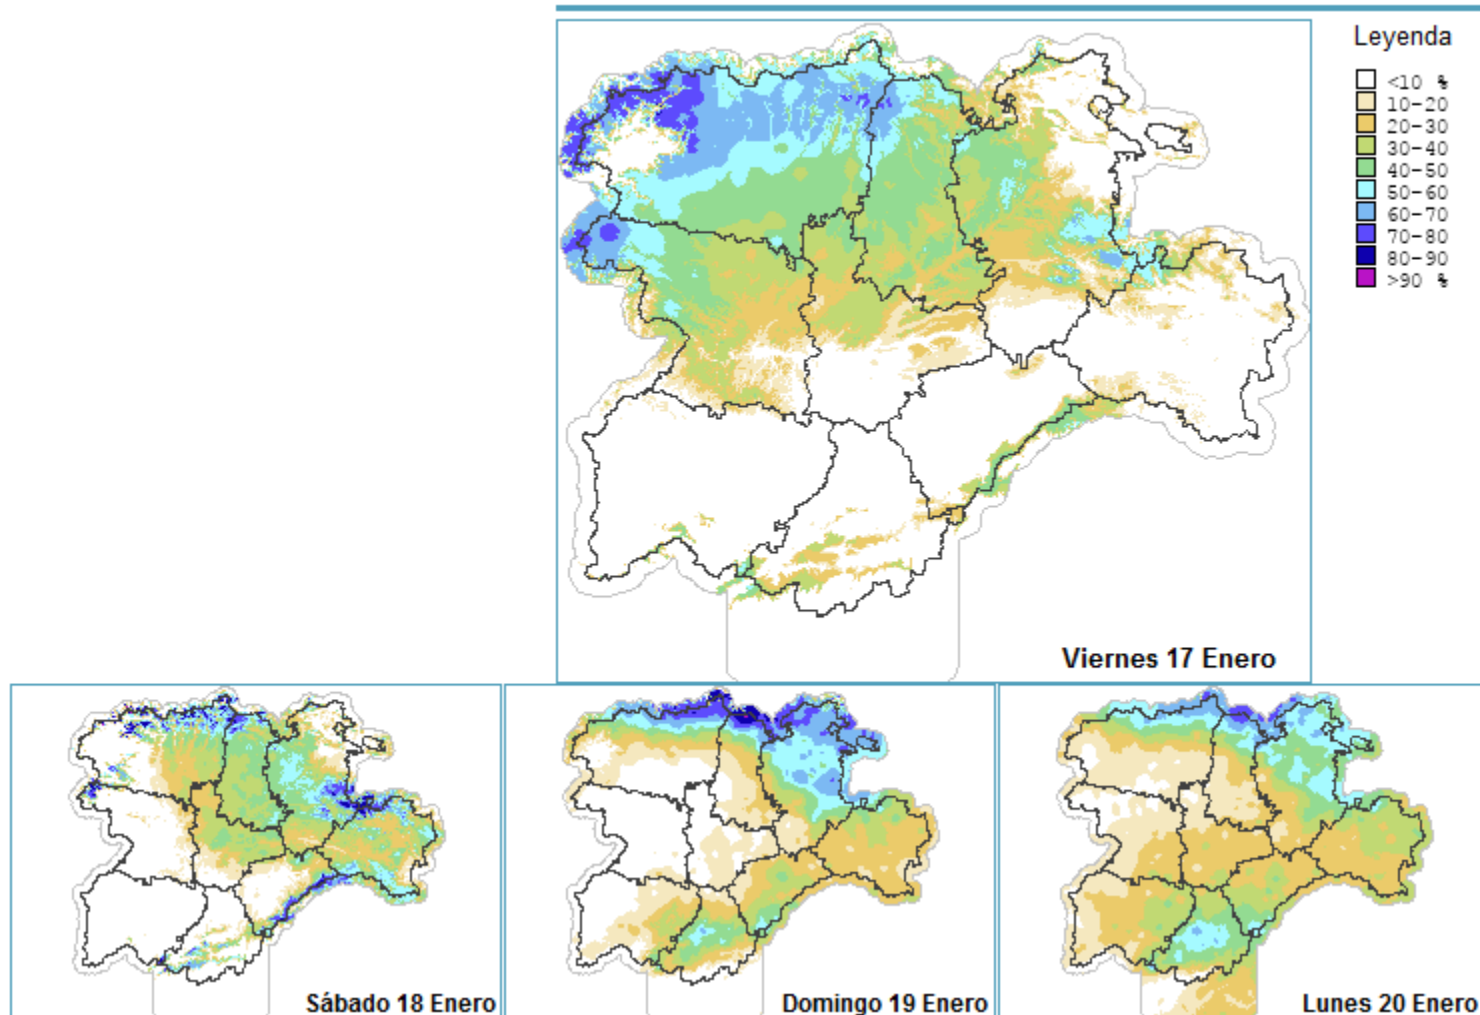 Leyenda
<10 %
10-20
20-30
30-40
40-50
50-60
60-70
70-80
80-90
>90 %
Viernes 17 Enero
Sábado 18 Enero
Domingo 19 Enero
Lunes 20 Enero